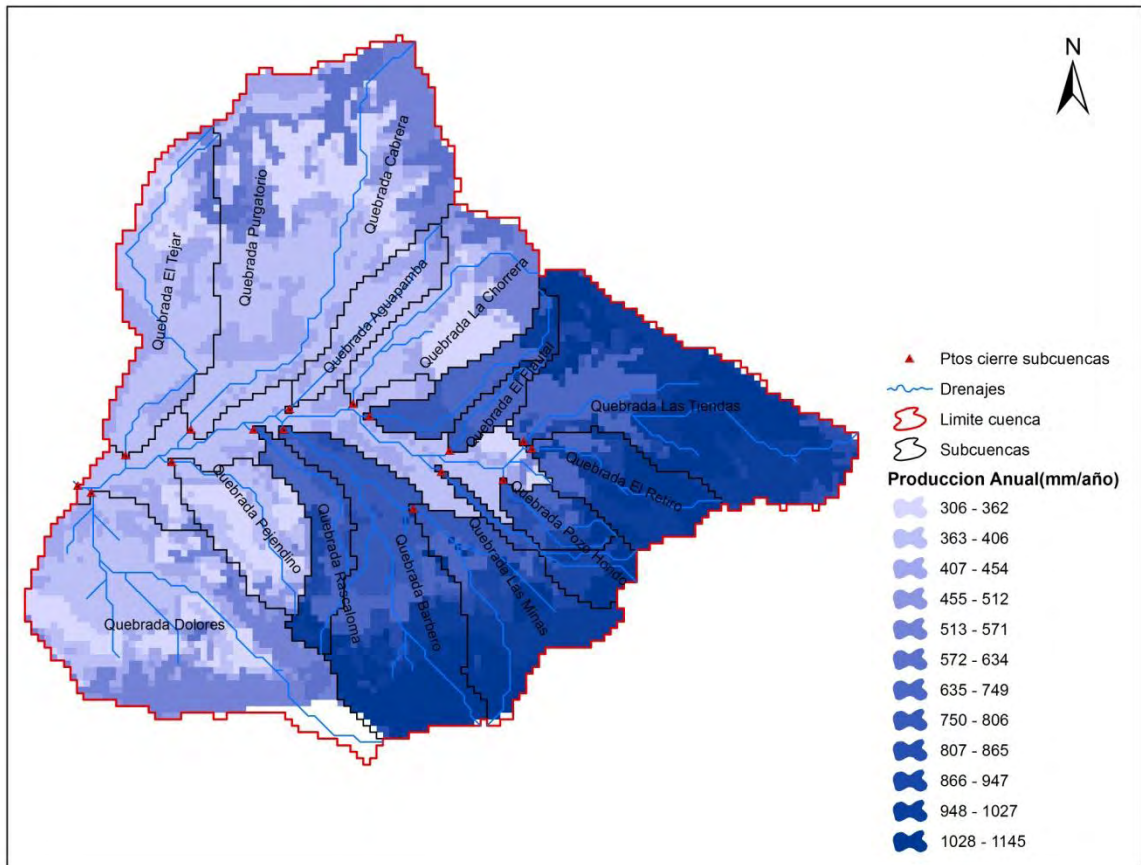 N
Quebrada El Tejar
Quebrada Purgatorio
Quebrada Cabrera
Quebrada Aguapamba
Quebrada La Chorrera
Quebrada El Flautal
Quebrada Las Tiendas
Quebrada El Retiro
Quebrada Pozo Hondo
Quebrada Las Minas
Quebrada Barbero
Quebrada Rascaloma
Quebrada Pejendino
Quebrada Dolores
Ptos cierre subcuencas
Drenajes
Limite cuenca
Subcuencas
Produccion Anual(mm/año)
306 - 362
363 - 406
407 - 454
455 - 512
513 - 571
572 - 634
635 - 749
750 - 806
807 - 865
866 - 947
948 - 1027
1028 - 1145